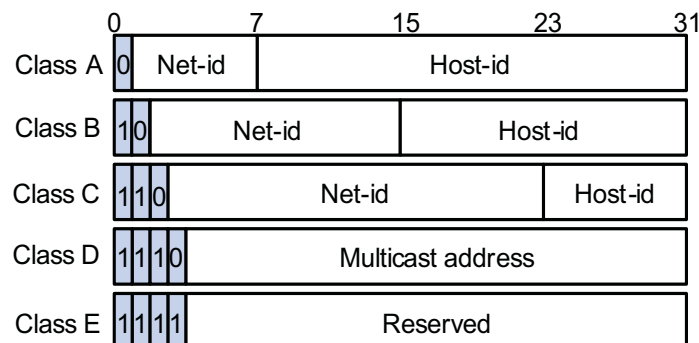 0 7 15 23 31
Class A 0 Net-id Host-id
Class B 1 0 Net-id Host-id
Class C 1 1 0 Net-id Host-id
Class D 1 1 1 0 Multicast address
Class E 1 1 1 1 Reserved